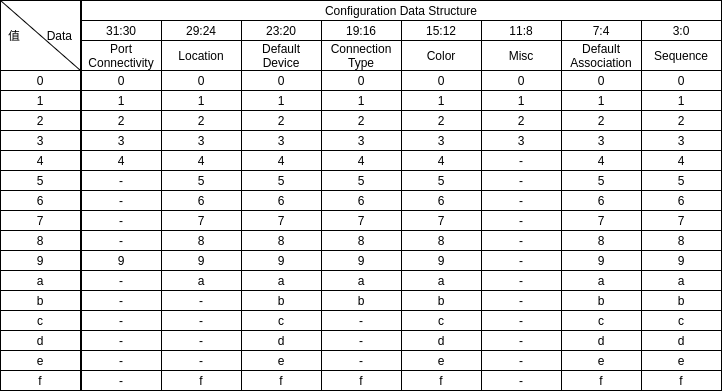 Configuration Data Structure
值 Data
31:30 29:24 23:20 19:16 15:12 11:8 7:4 3:0
Port Connectivity Location Default Device Connection Type Color Misc Default Association Sequence
0 0 0 0 0 0 0 0 0
1 1 1 1 1 1 1 1 1
2 2 2 2 2 2 2 2 2
3 3 3 3 3 3 3 3 3
4 4 4 4 4 4 - 4 4
5 - 5 5 5 5 - 5 5
6 - 6 6 6 6 - 6 6
7 - 7 7 7 7 - 7 7
8 - 8 8 8 8 - 8 8
9 9 9 9 9 9 - 9 9
a - a a a a - a a
b - - b b b - b b
c - - c - c - c c
d - - d - d - d d
e - - e - e - e e
f - f f f f - f f